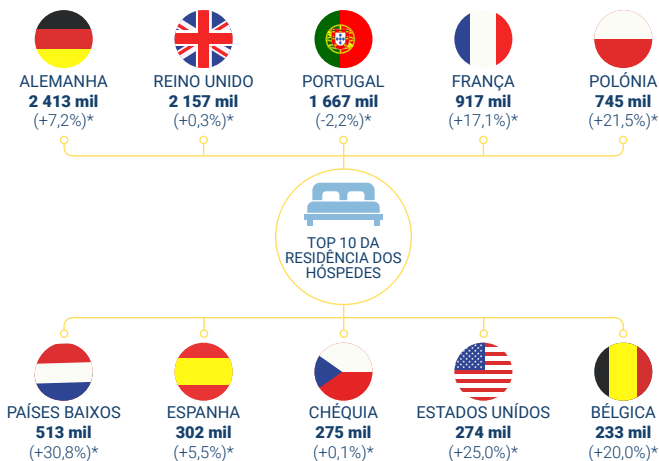 ALEMANHA
2 413 mil
(+7,2%)*
REINO UNIDO
2 157 mil
(+0,3%)*
PORTUGAL
1 667 mil
(-2,2%)*
FRANÇA
917 mil
(+17,1%)*
POLÓNIA
745 mil
(+21,5%)*
TOP 10 DA
RESIDÊNCIA DOS
HÓSPEDES
PAÍSES BAIXOS
513 mil
(+30,8%)*
ESPANHA
302 mil
(+5,5%)*
CHÉQUIA
275 mil
(+0,1%)*
ESTADOS UNÍDOS
274 mil
(+25,0%)*
BÉLGICA
233 mil
(+20,0%)*